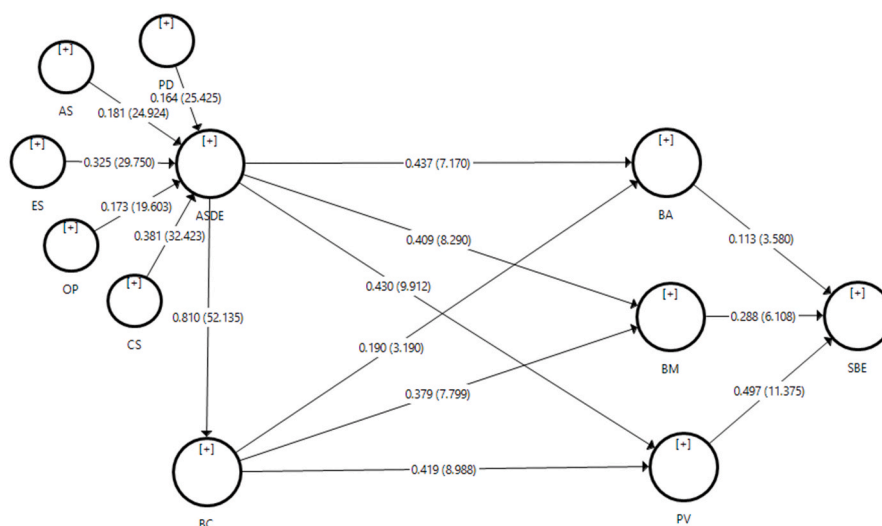 [+]
PD
[+]
AS
0.164 (25.425)
0.181 (24.924)
[+]
ES
0.325 (29.750)
[+]
ASDE
0.437 (7.170)
[+]
BA
0.173 (19.603)
[+]
OP
0.381 (32.423)
[+]
CS
0.409 (8.290)
0.113 (3.580)
0.430 (9.912)
0.810 (52.135)
[+]
BM
0.288 (6.108)
[+]
SBE
0.190 (3.190)
0.379 (7.799)
0.497 (11.375)
[+]
BC
0.419 (8.988)
[+]
PV